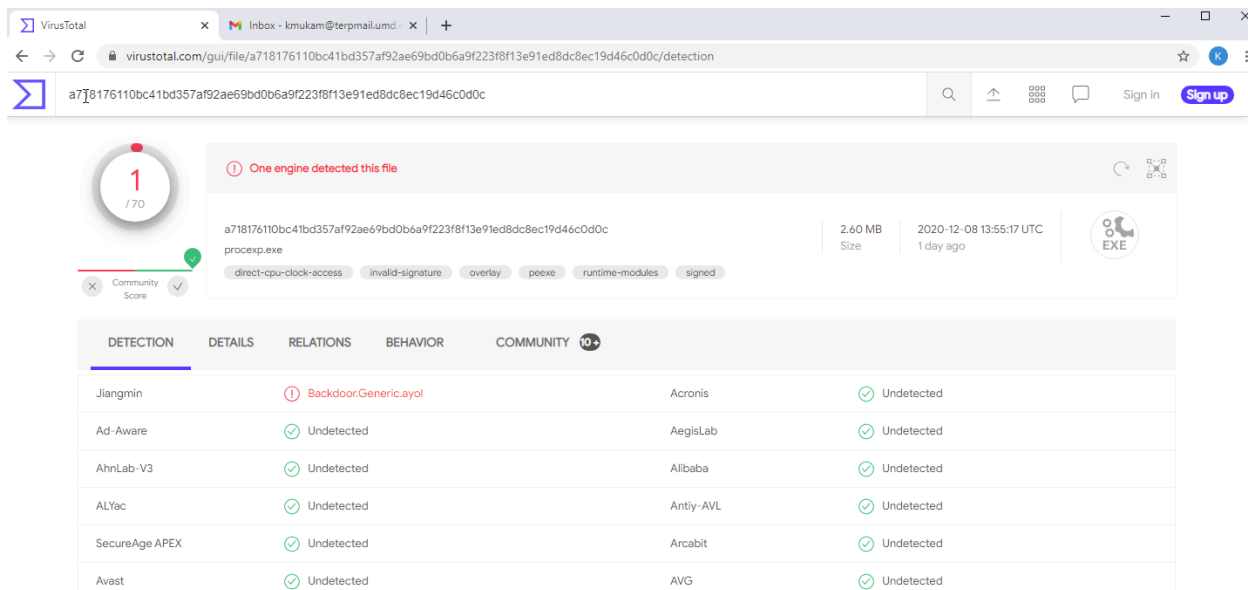 VirusTotal
Inbox - kmukam@terpmail.umd.e
virustotal.com/gui/file/a718176110bc41bd357af92ae69bd0b6a9f223f8f13e91ed8dc8ec19d46c0d0c/detection
K
a718176110bc41bd357af92ae69bd0b6a9f223f8f13e91ed8dc8ec19d46c0d0c
Sign in
Sign up
1
/ 70
One engine detected this file
a718176110bc41bd357af92ae69bd0b6a9f223f8f13e91ed8dc8ec19d46c0d0c
procexp.exe
direct-cpu-clock-access invalid-signature overlay peexe runtime-modules signed
2.60 MB
Size
2020-12-08 13:55:17 UTC
1 day ago
EXE
Community
Score
DETECTION DETAILS RELATIONS BEHAVIOR COMMUNITY 10+
Jiangmin Backdoor.Generic.ayol Acronis Undetected
Ad-Aware Undetected AegisLab Undetected
AhnLab-V3 Undetected Alibaba Undetected
ALYac Undetected Antiy-AVL Undetected
SecureAge APEX Undetected Arcabit Undetected
Avast Undetected AVG Undetected